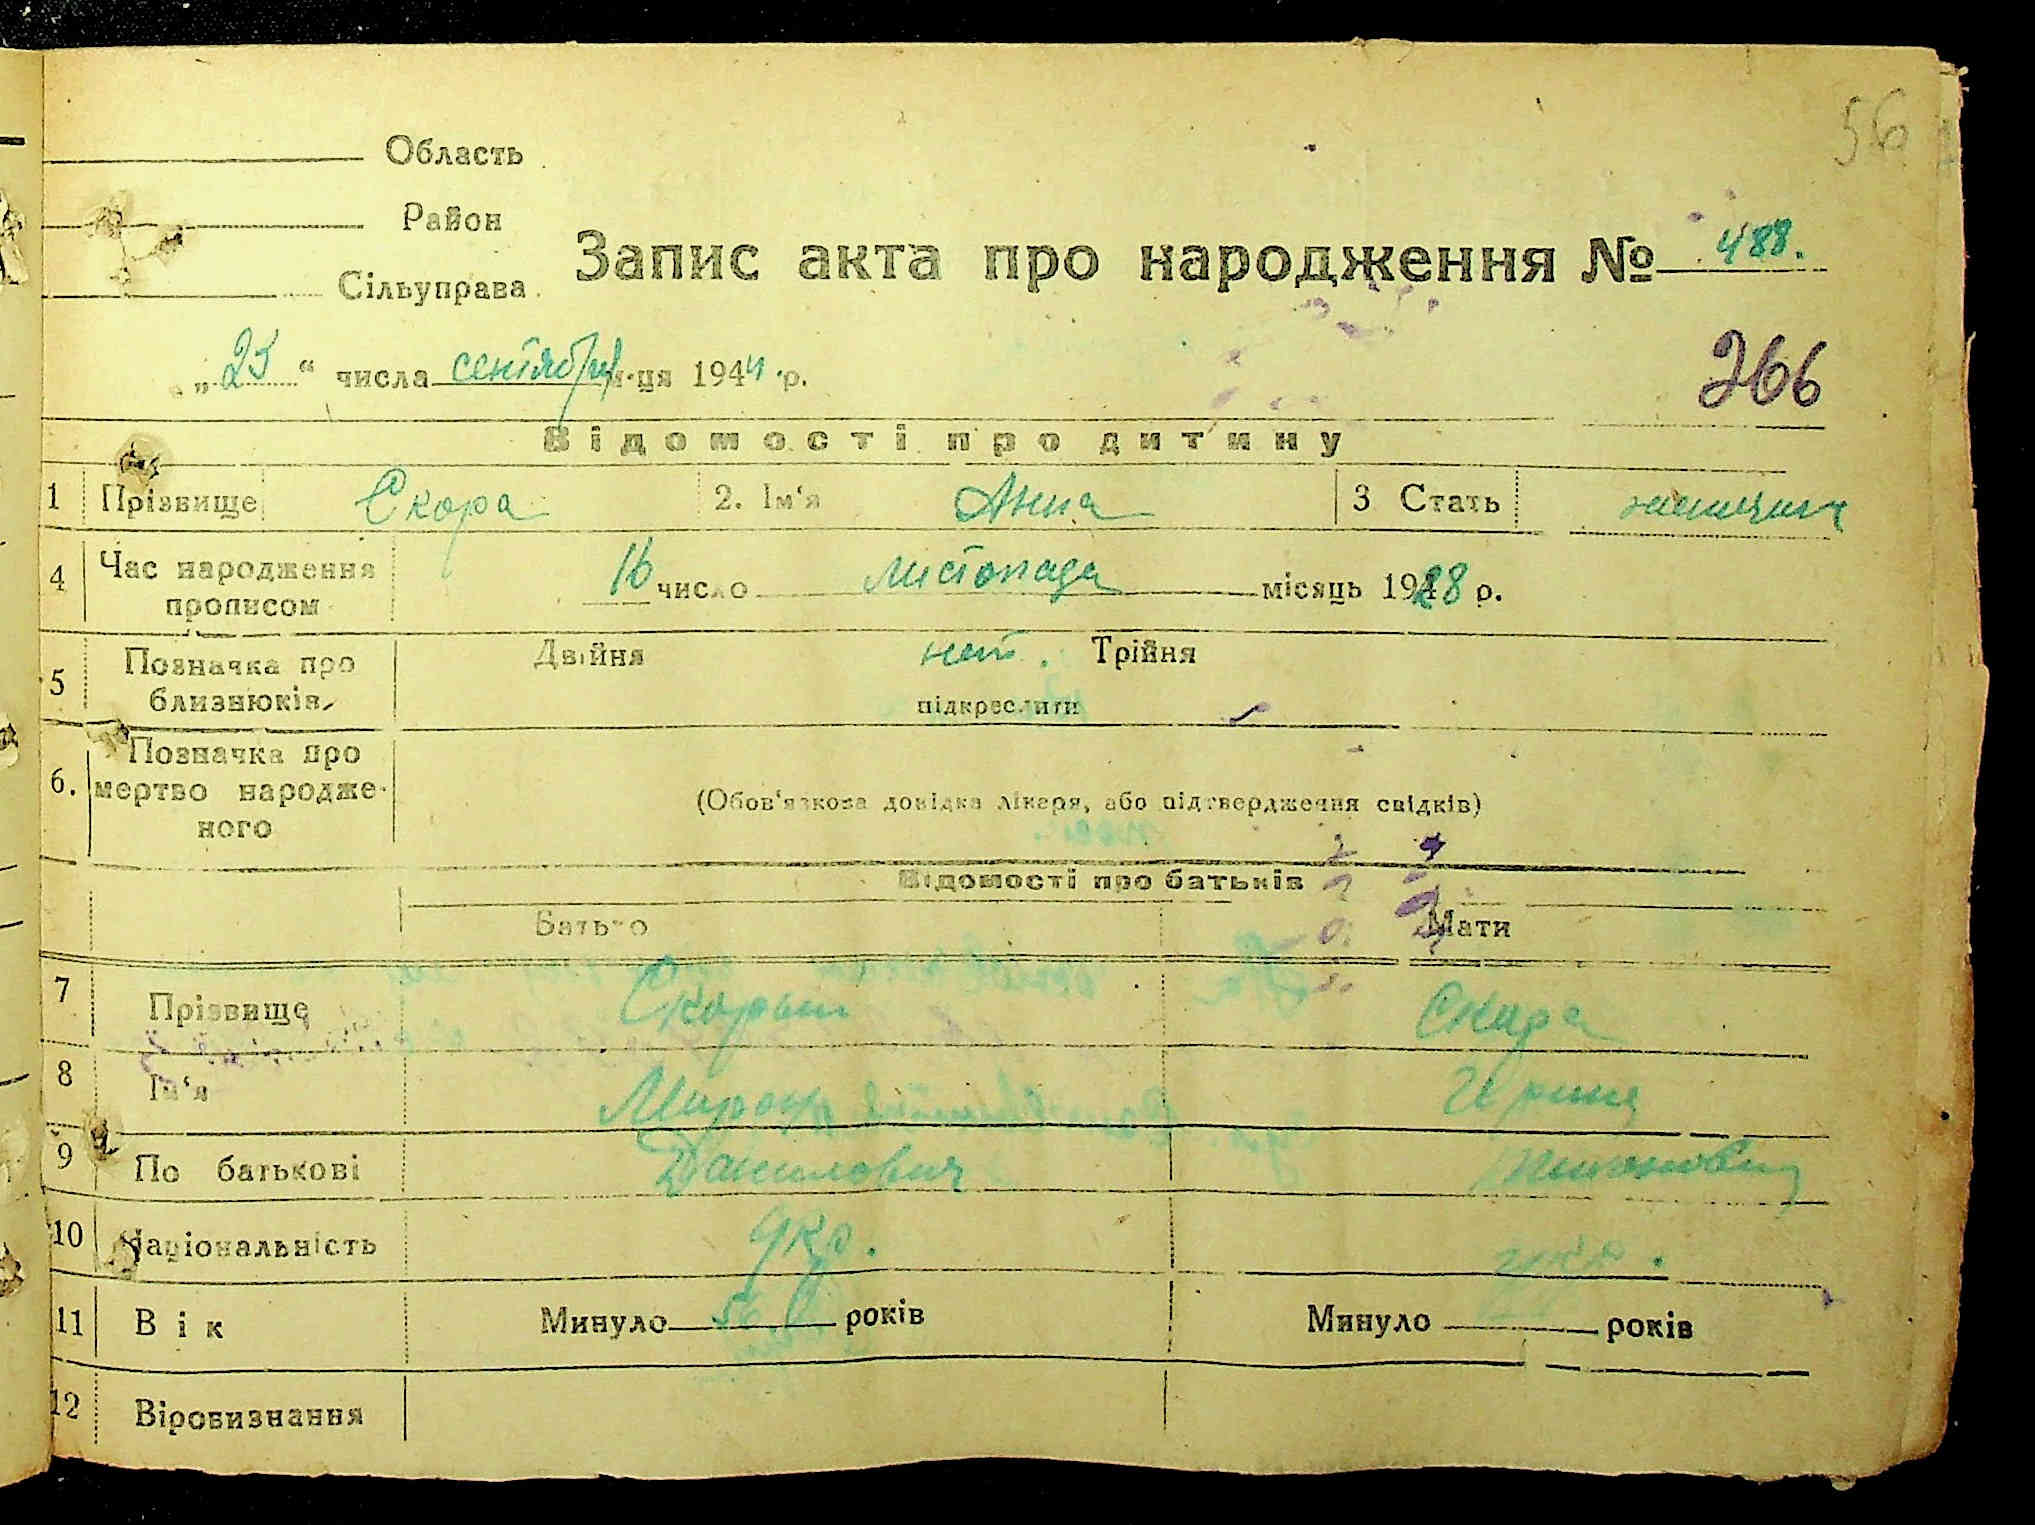 56
Область
Район
Сільуправа
Запис акта про народження № 488.
„25“ числа сентября м-ця 1944 р.
266
Відомості про дитину
1 Прізвище Скора 2. Ім‘я Анна 3 Стать
4 Час народження прописом 16 число листопада місяць 1928 р.
5 Позначка про близнюків Двійня нет. Трійня
підкреслити
6. Позначка про мертво народже-
ного
(Обов‘язкова довідка лікаря, або підтвердження свідків)
Відомості про батьків
Батько Мати
7 Прізвище Скорый Скора
8 Ім‘я Мирон Ирина
9 По батькові Данилович
10 Національність Укр. укр.
11 Вік Минуло 56 років Минуло років
12 Віровизнання